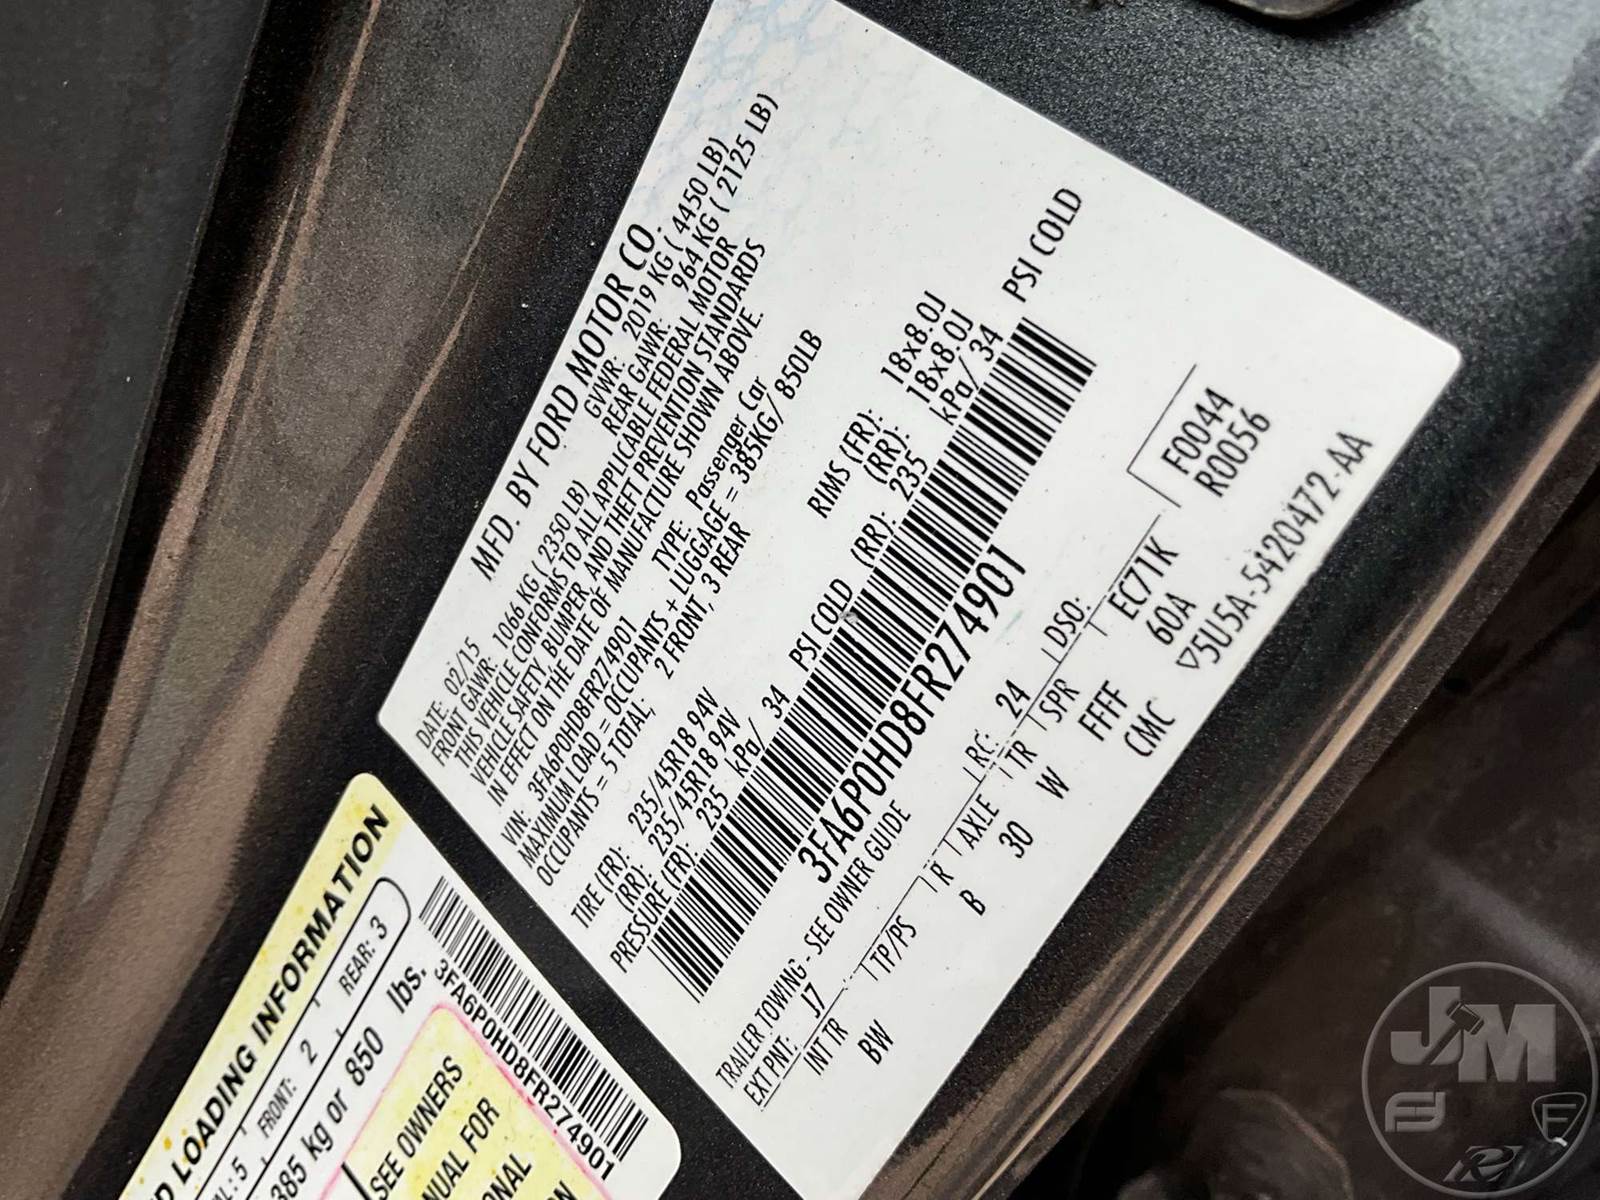 MFD. BY FORD MOTOR CO.
DATE: 02/15 GVWR: 2019 KG ( 4450 LB)
FRONT GAWR: 1066 KG ( 2350 LB) REAR GAWR: 964 KG ( 2125 LB)
THIS VEHICLE CONFORMS TO ALL APPLICABLE FEDERAL MOTOR
VEHICLE SAFETY, BUMPER, AND THEFT PREVENTION STANDARDS
IN EFFECT ON THE DATE OF MANUFACTURE SHOWN ABOVE.
VIN: 3FA6P0HD8FR274901 TYPE: Passenger Car
MAXIMUM LOAD = OCCUPANTS + LUGGAGE = 385KG/ 850LB
OCCUPANTS = 5 TOTAL; 2 FRONT, 3 REAR
TIRE (FR): 235/45R18 94V RIMS (FR): 18x8.0J
(RR): 235/45R18 94V (RR): 18x8.0J
PRESSURE (FR): 235 kPa/ 34 PSI COLD (RR): 235 kPa/ 34 PSI COLD
3FA6P0HD8FR274901
TRAILER TOWING - SEE OWNER GUIDE
EXT PNT: J7 RC: 24 DSO: F0044
R0056
INT TR TP/PS R AXLE TR SPR EC71K
BW B 30 W FFFF 60A
CMC ▽5U5A-5420472-AA
LOADING INFORMATION
5 FRONT: 2 REAR: 3
385 kg or 850 lbs.
3FA6P0HD8FR274901
SEE OWNERS
FOR
JM